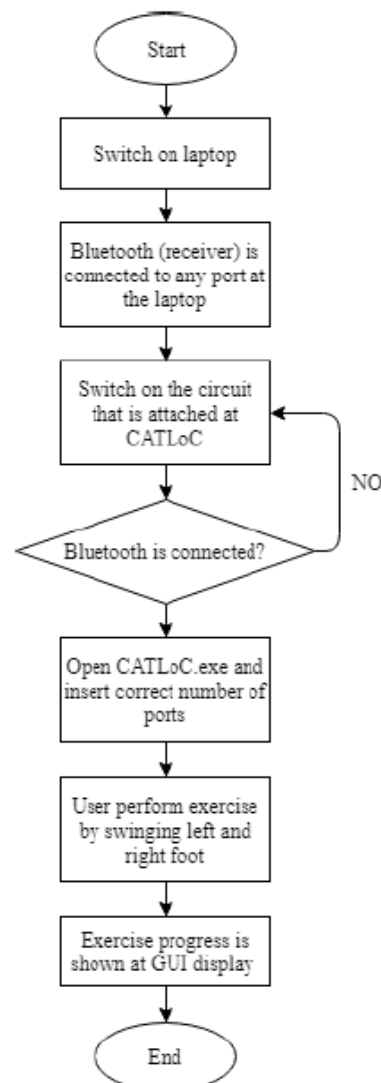 Start
Switch on laptop
Bluetooth (receiver) is
connected to any port at
the laptop
Switch on the circuit
that is attached at
CATLoC
NO
Bluetooth is connected?
Open CATLoC.exe and
insert correct number of
ports
User perform exercise
by swinging left and
right foot
Exercise progress is
shown at GUI display
End